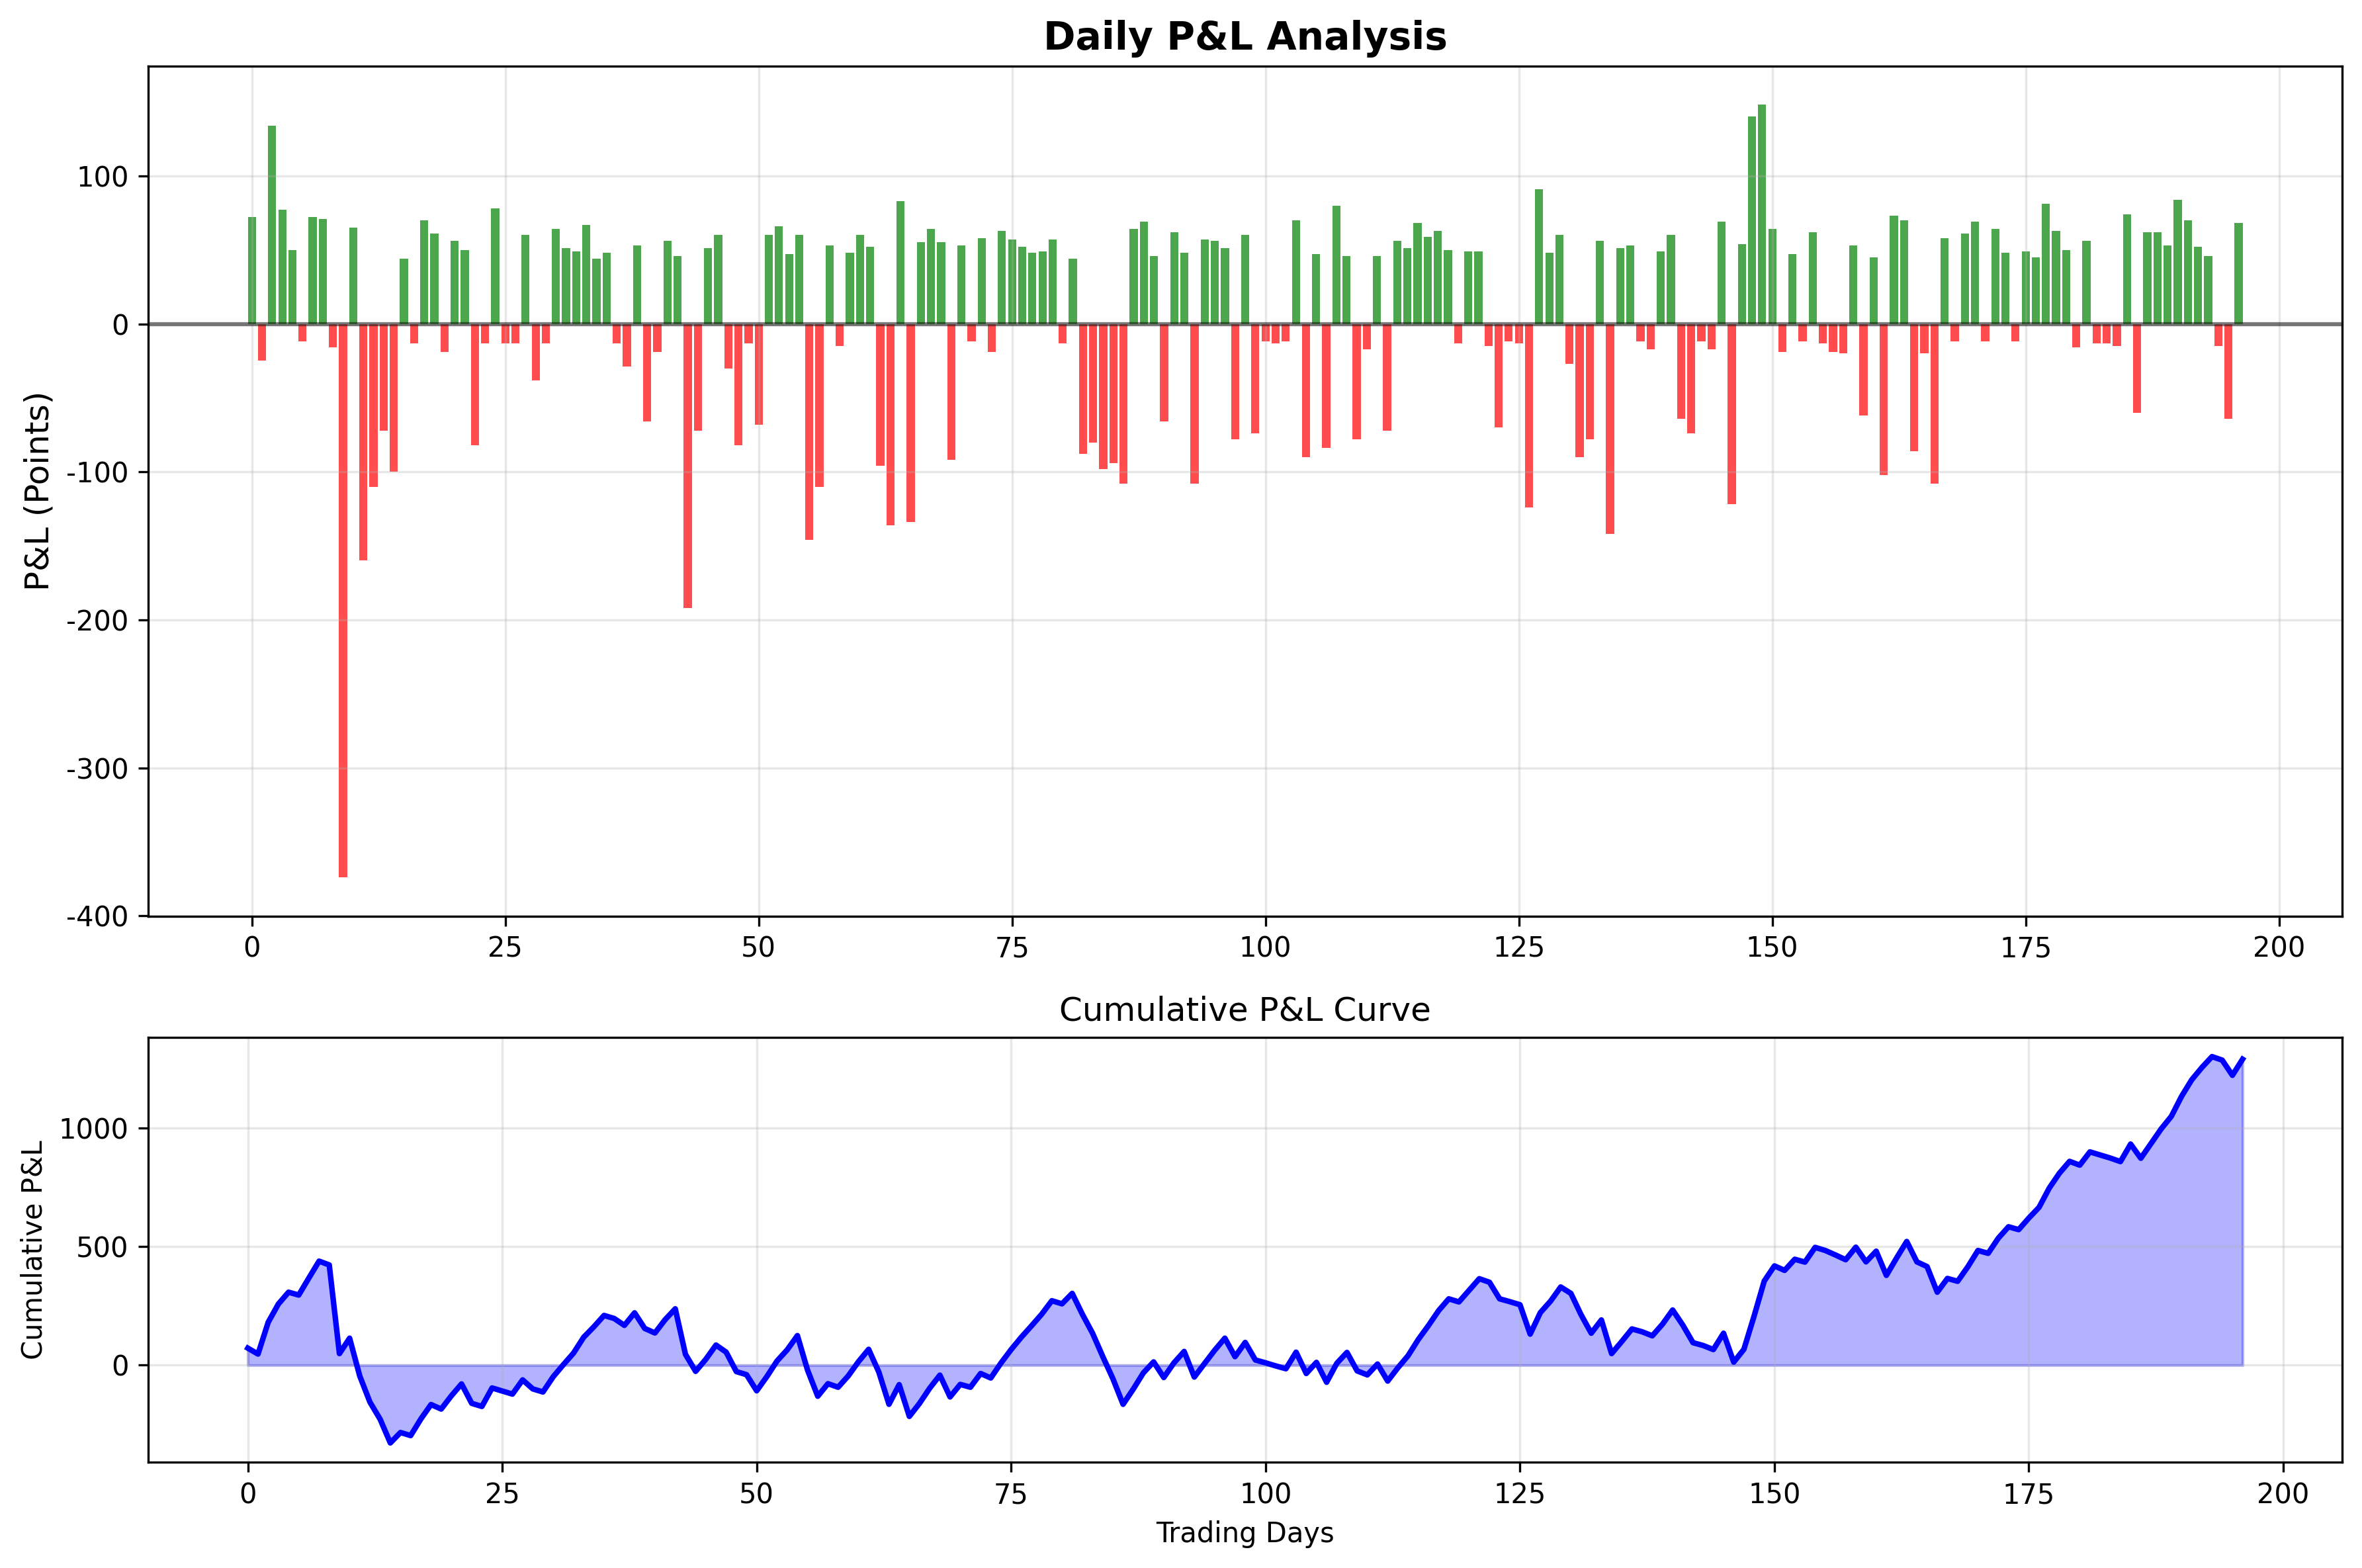 Daily P&L Analysis
P&L (Points)
100
0
-100
-200
-300
-400
0 25 50 75 100 125 150 175 200
Cumulative P&L Curve
Cumulative P&L
1000
500
0
0 25 50 75 100 125 150 175 200
Trading Days